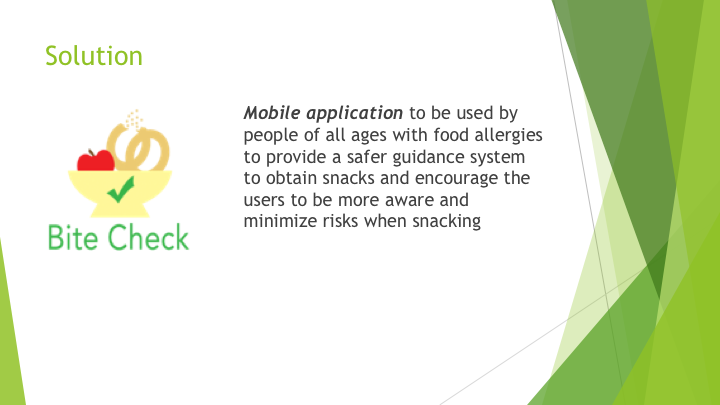 Solution
Mobile application to be used by
people of all ages with food allergies
to provide a safer guidance system
to obtain snacks and encourage the
users to be more aware and
minimize risks when snacking
Bite Check